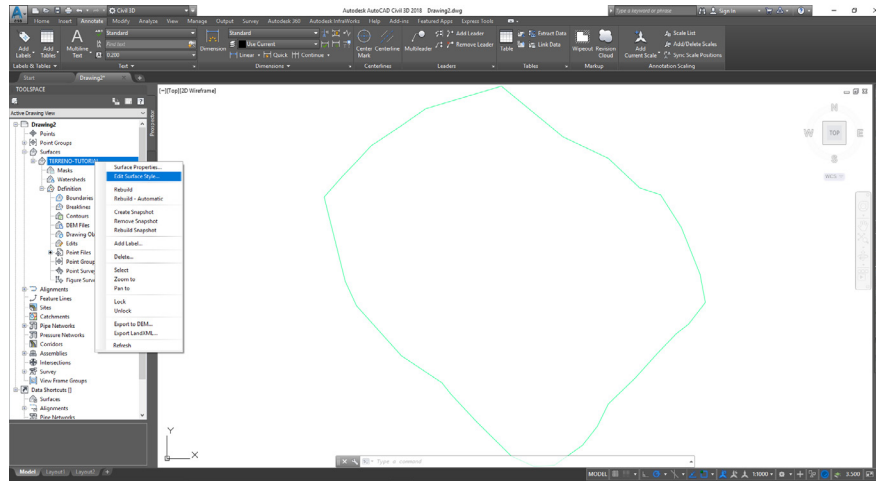 Civil 3D
Autodesk AutoCAD Civil 3D 2018 Drawing2.dwg
Type a keyword or phrase
Sign In
Home Insert Annotate Modify Analyze View Manage Output Survey Autodesk 360 Autodesk InfraWorks Help Add-ins Featured Apps Express Tools
Add Labels
Add Tables
Multiline Text
Standard
Find text
0.200
Dimension
Standard
Use Current
Linear Quick Continue
Center Mark
Centerline
Multileader
Add Leader
Remove Leader
Table
Extract Data
Link Data
Wipeout
Revision Cloud
Add Current Scale
Scale List
Add/Delete Scales
Sync Scale Positions
Labels & Tables Text Dimensions Centerlines Leaders Tables Markup Annotation Scaling
Start Drawing2*
TOOLSPACE
Active Drawing View
Prospector
[–][Top][2D Wireframe]
Drawing2
Points
Point Groups
Surfaces
TERRENO-TUTORIAL
Masks
Watersheds
Definition
Boundaries
Breaklines
Contours
DEM Files
Drawing Ob
Edits
Point Files
Point Group
Point Survey
Figure Surve
Alignments
Feature Lines
Sites
Catchments
Pipe Networks
Pressure Networks
Corridors
Assemblies
Intersections
Survey
View Frame Groups
Data Shortcuts []
Surfaces
Alignments
Pipe Networks
Surface Properties...
Edit Surface Style...
Rebuild
Rebuild - Automatic
Create Snapshot
Remove Snapshot
Rebuild Snapshot
Add Label...
Delete...
Select
Zoom to
Pan to
Lock
Unlock
Export to DEM...
Export LandXML...
Refresh
N
W TOP E
S
WCS
Y
X
Type a command
Model Layout1 Layout2 +
MODEL 1:1000 3.500